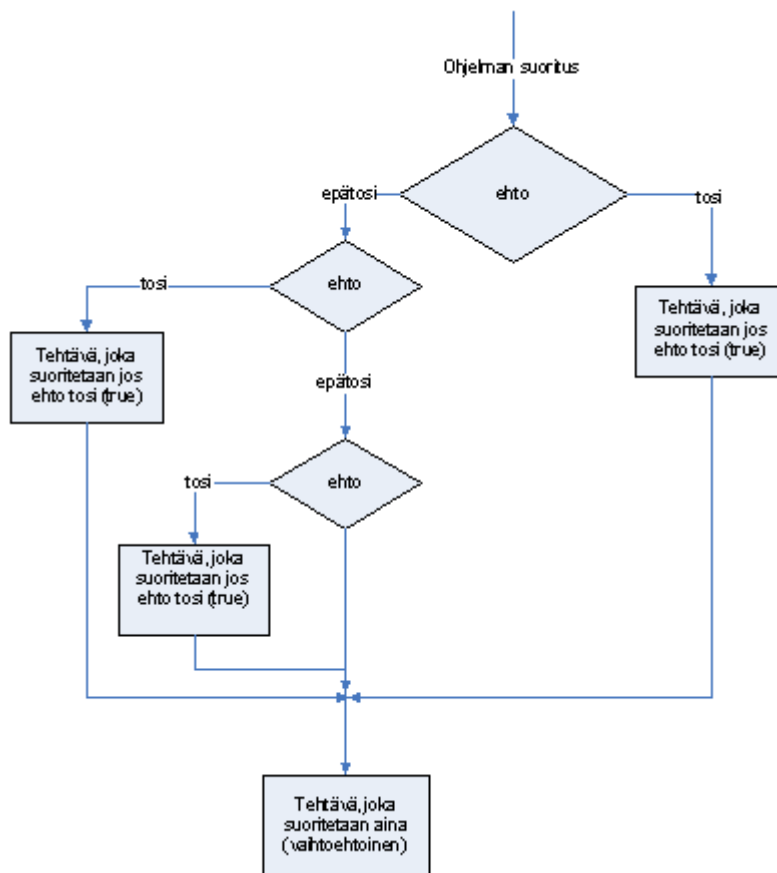 Ohjelman suoritus
ehto
epätosi
tosi
ehto
tosi
Tehtävä, joka
suoritetaan jos
ehto tosi (true)
Tehtävä, joka
suoritetaan jos
ehto tosi (true)
epätosi
ehto
tosi
Tehtävä, joka
suoritetaan jos
ehto tosi (true)
Tehtävä, joka
suoritetaan aina
(vaihtoehtoinen)